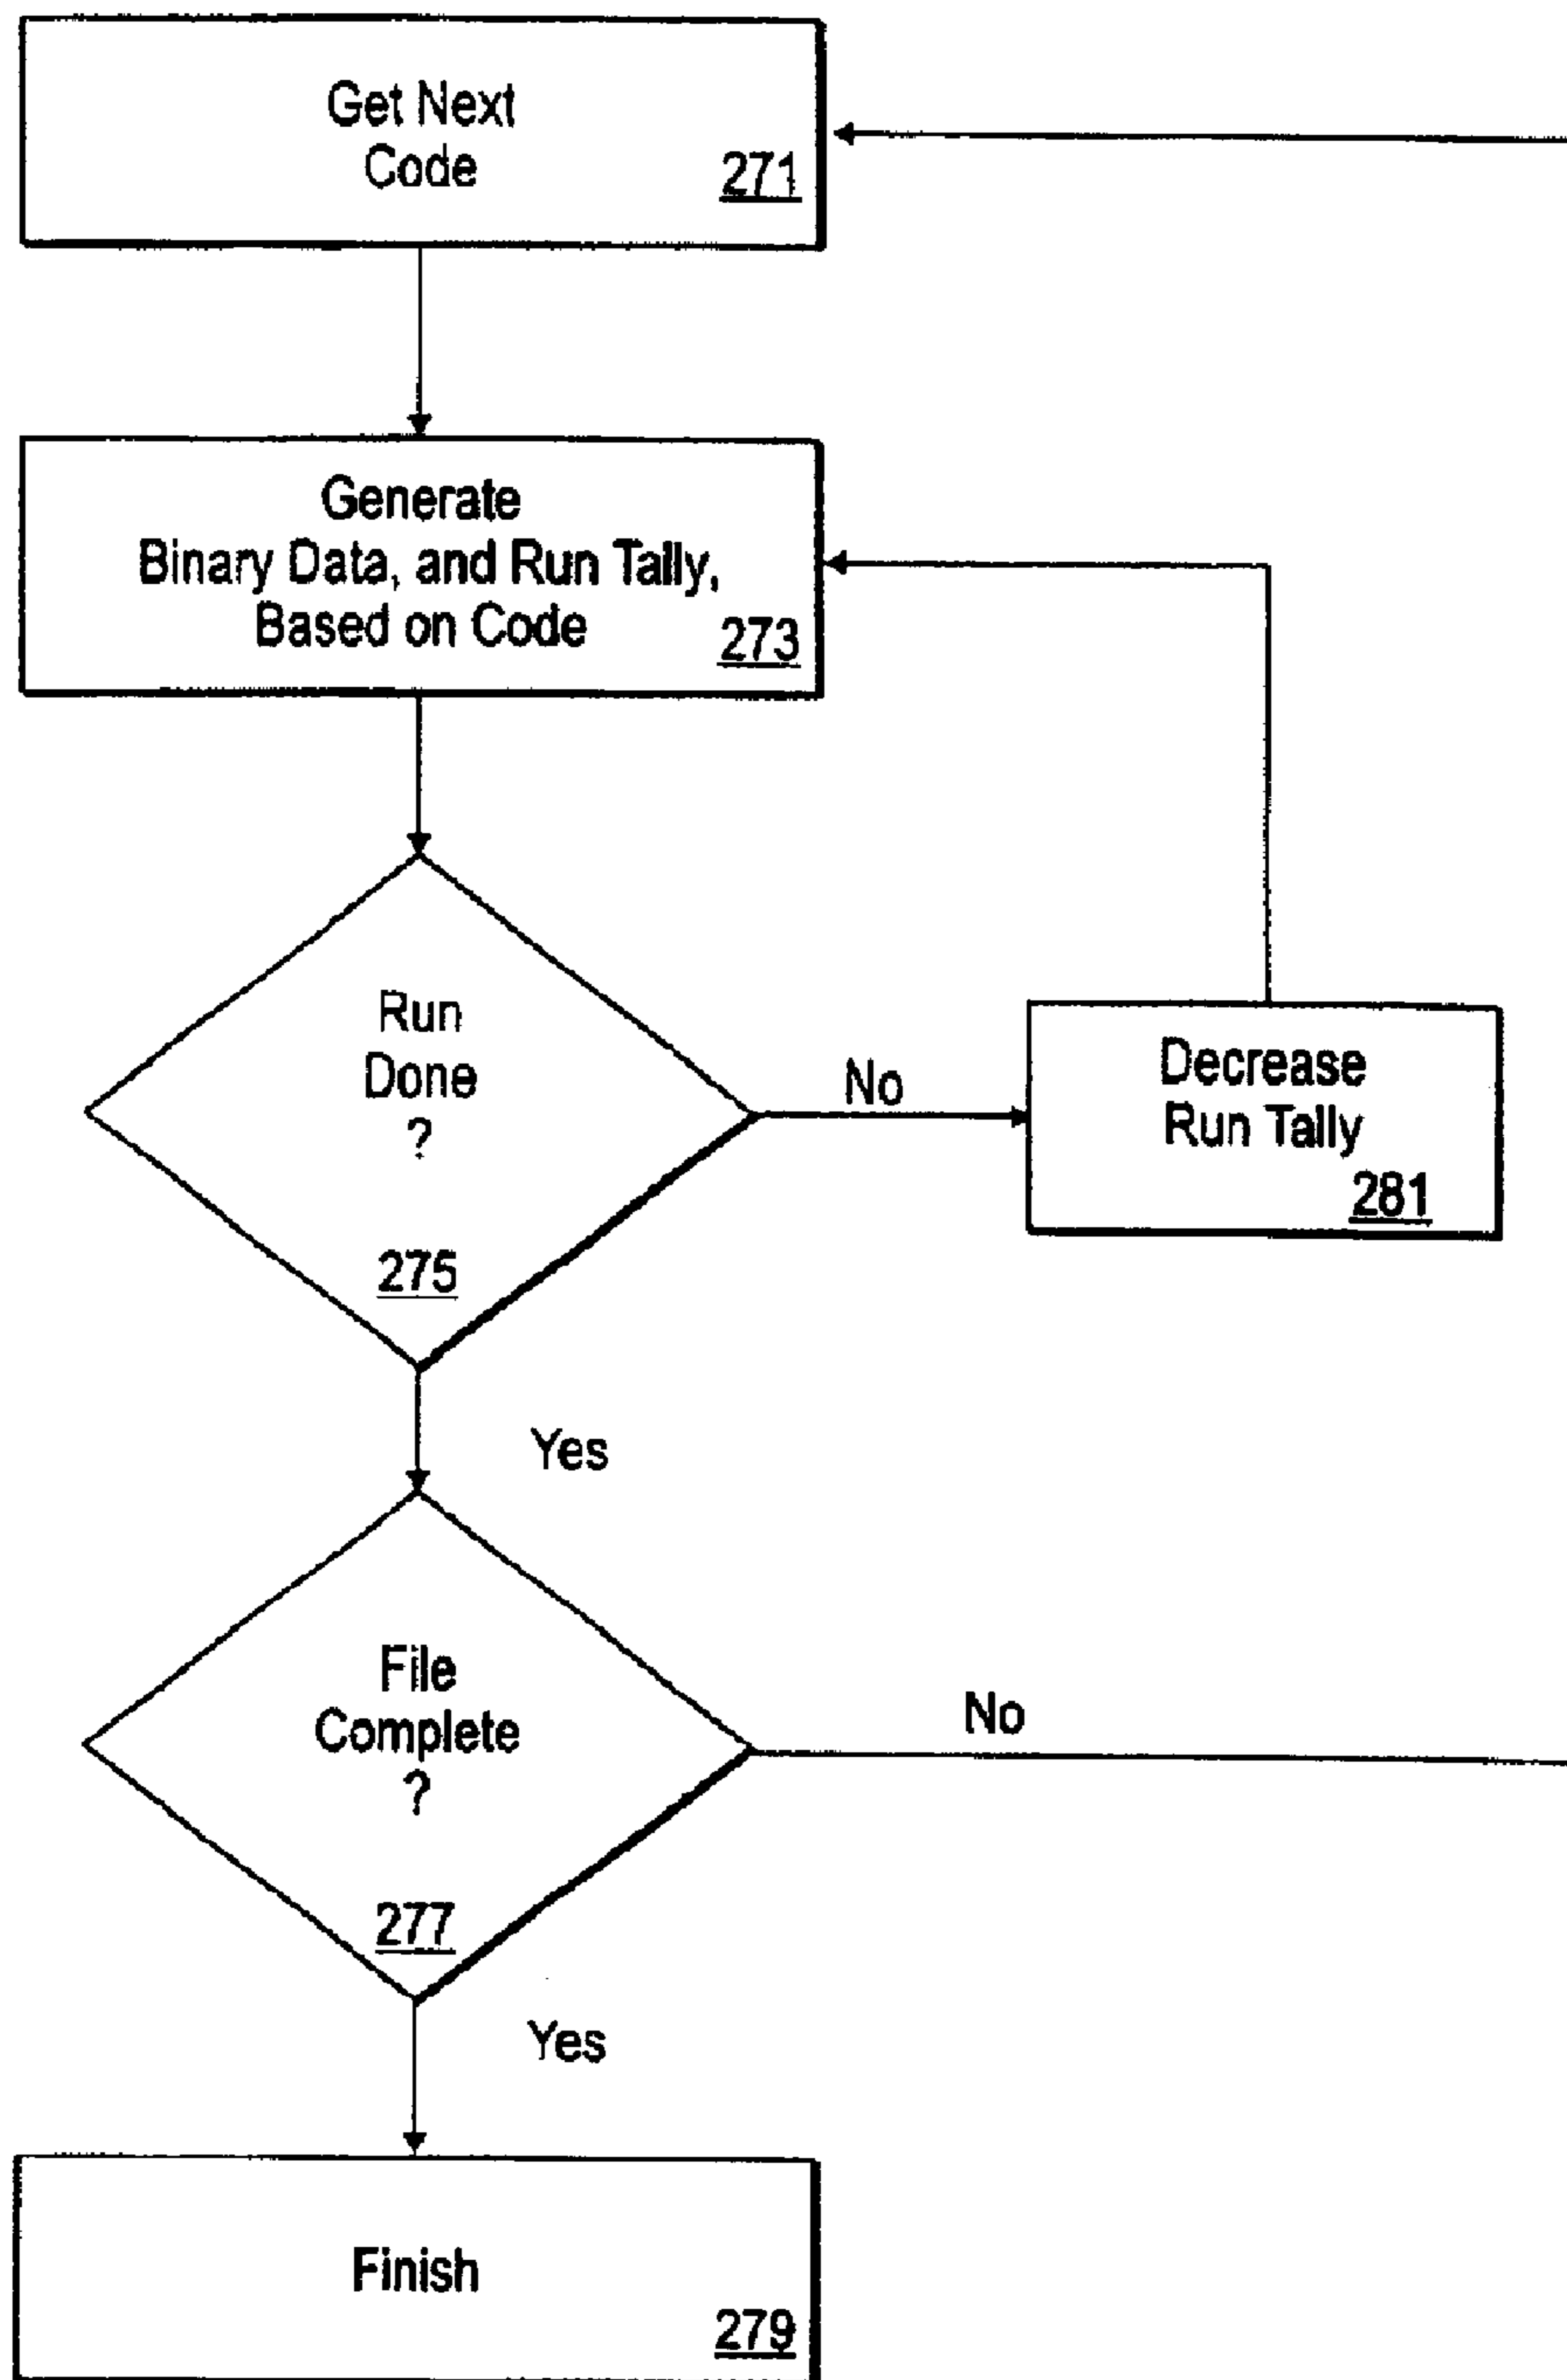 Get Next
Code
271
Generate
Binary Data, and Run Tally,
Based on Code
273
Run
Done
?
275
No
Decrease
Run Tally
281
Yes
File
Complete
?
277
No
Yes
Finish
279